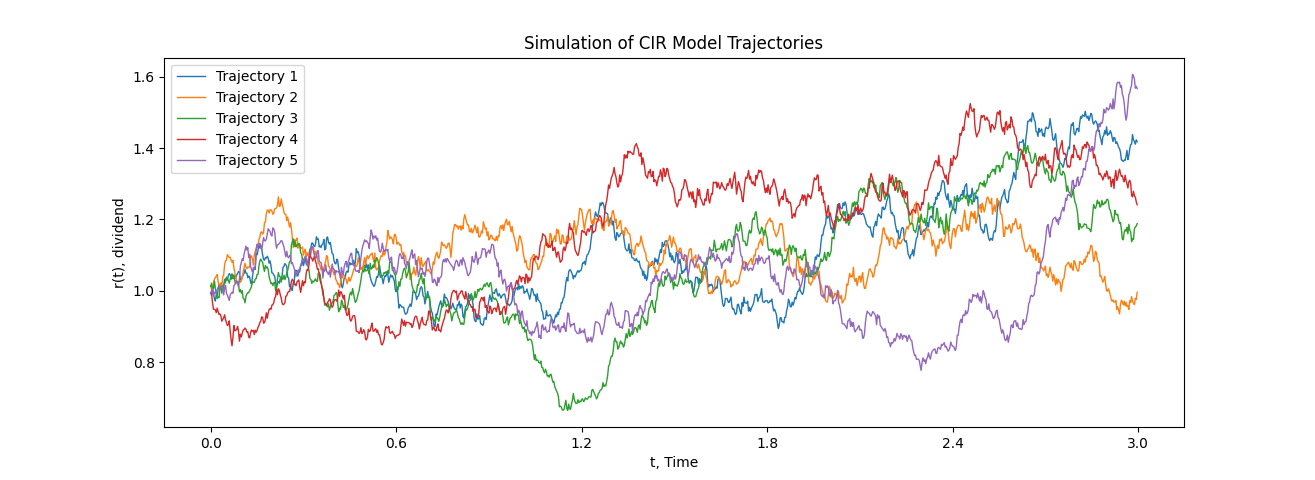 Simulation of CIR Model Trajectories
Trajectory 1
Trajectory 2
Trajectory 3
Trajectory 4
Trajectory 5
r(t), dividend
1.6
1.4
1.2
1.0
0.8
0.0 0.6 1.2 1.8 2.4 3.0
t, Time